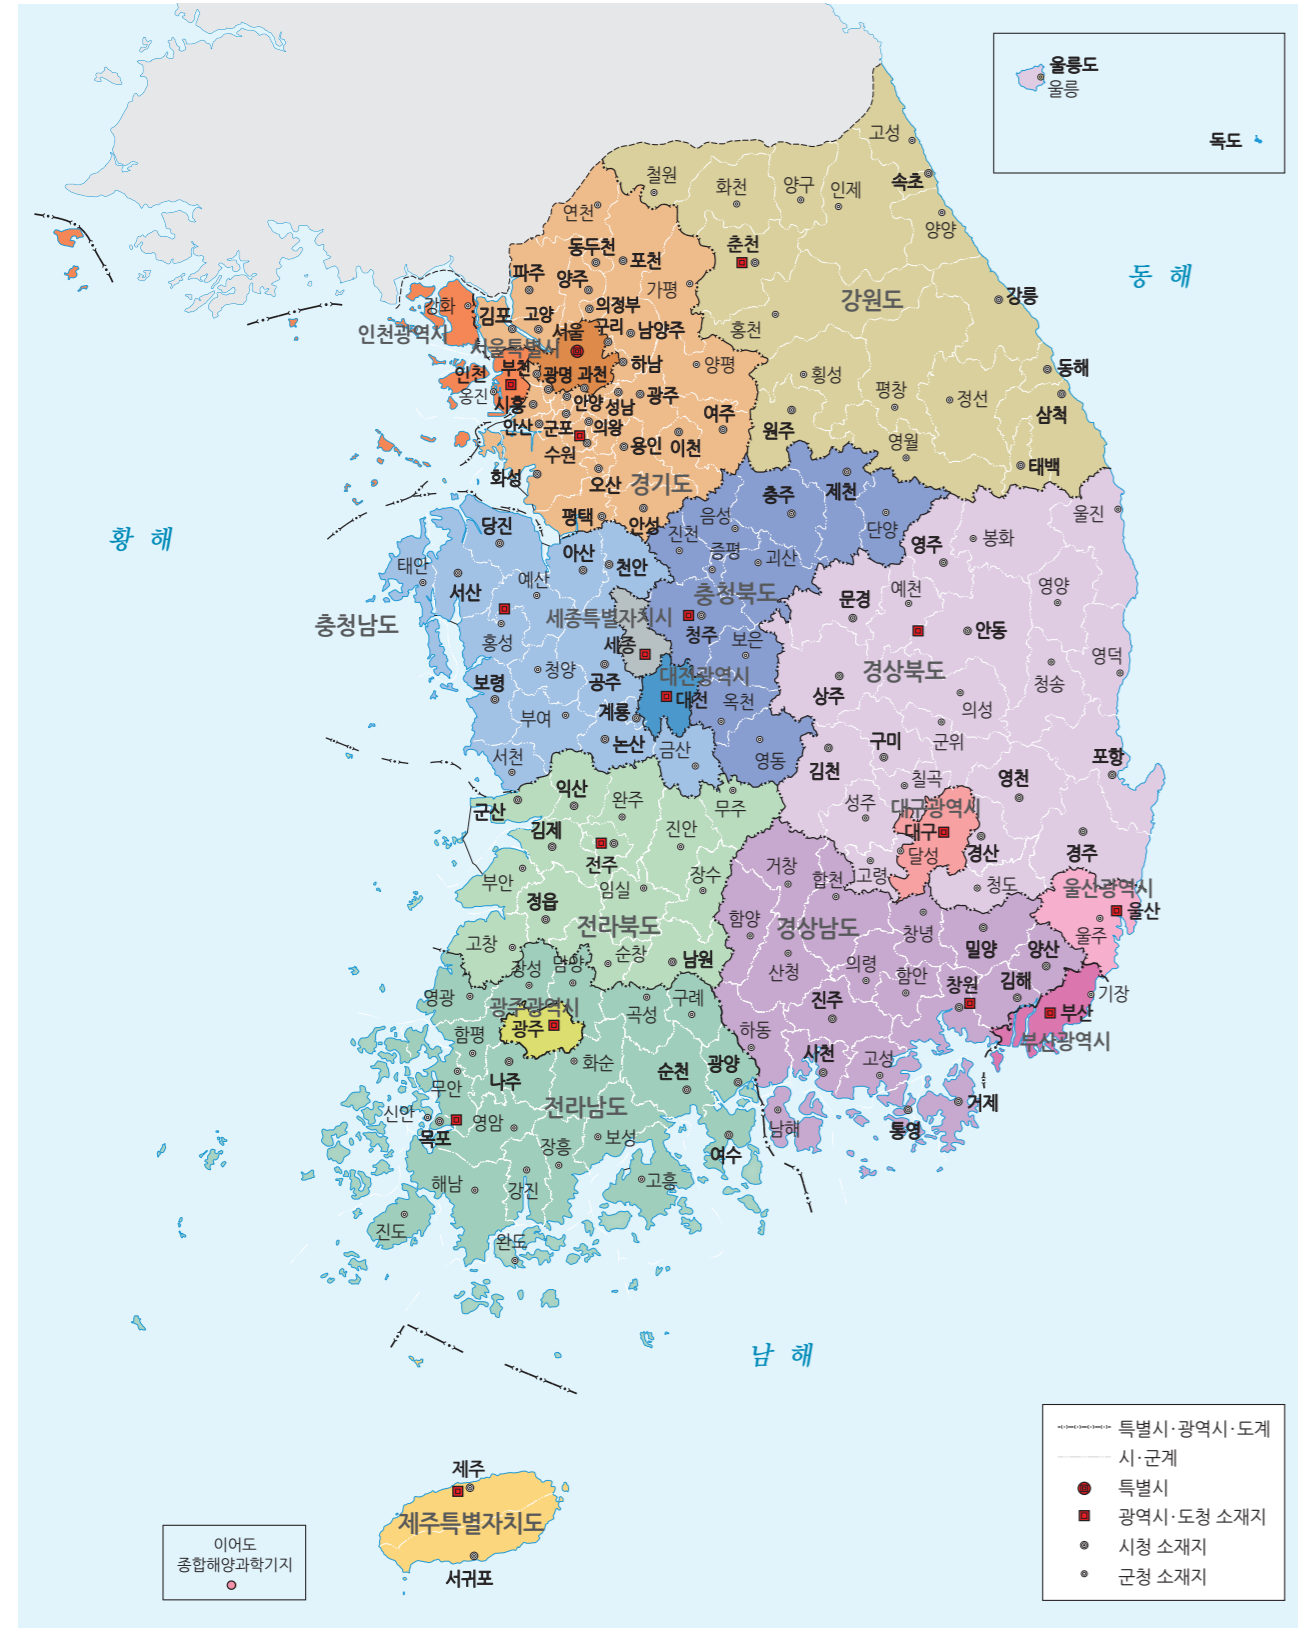 울릉도
울릉
독도
고성
철원
화천
양구
인제
속초
연천
양양
동두천
포천
춘천
파주
양주
가평
동 해
강원도
강릉
강화
김포
고양
의정부
인천광역시
서울
구리
남양주
홍천
서울특별시
인천
부천
광명
과천
하남
양평
횡성
동해
옹진
시흥
안양
성남
광주
여주
평창
정선
삼척
안산
군포
의왕
원주
수원
용인
이천
영월
화성
오산
경기도
태백
충주
제천
평택
안성
음성
단양
울진
당진
진천
황 해
아산
천안
증평
괴산
영주
봉화
태안
서산
예산
충청북도
문경
예천
영양
충청남도
세종특별자치시
홍성
세종
청주
보은
안동
청양
대전광역시
경상북도
영덕
보령
공주
대전
옥천
상주
청송
부여
계룡
의성
논산
금산
구미
군위
서천
영동
김천
포항
익산
완주
무주
칠곡
영천
군산
성주
대구광역시
김제
진안
대구
전주
달성
경산
경주
부안
임실
장수
거창
합천
고령
청도
울산광역시
정읍
전라북도
함양
경상남도
창녕
울산
고창
순창
남원
밀양
양산
울주
장성
담양
산청
의령
함안
영광
광주광역시
구례
진주
창원
김해
기장
함평
광주
곡성
하동
부산
부산광역시
무안
나주
화순
순천
광양
사천
고성
신안
목포
영암
전라남도
거제
장흥
보성
여수
남해
통영
해남
강진
고흥
진도
완도
남 해
제주
제주특별자치도
서귀포
이어도
종합해양과학기지
특별시·광역시·도계
시·군계
특별시
광역시·도청 소재지
시청 소재지
군청 소재지